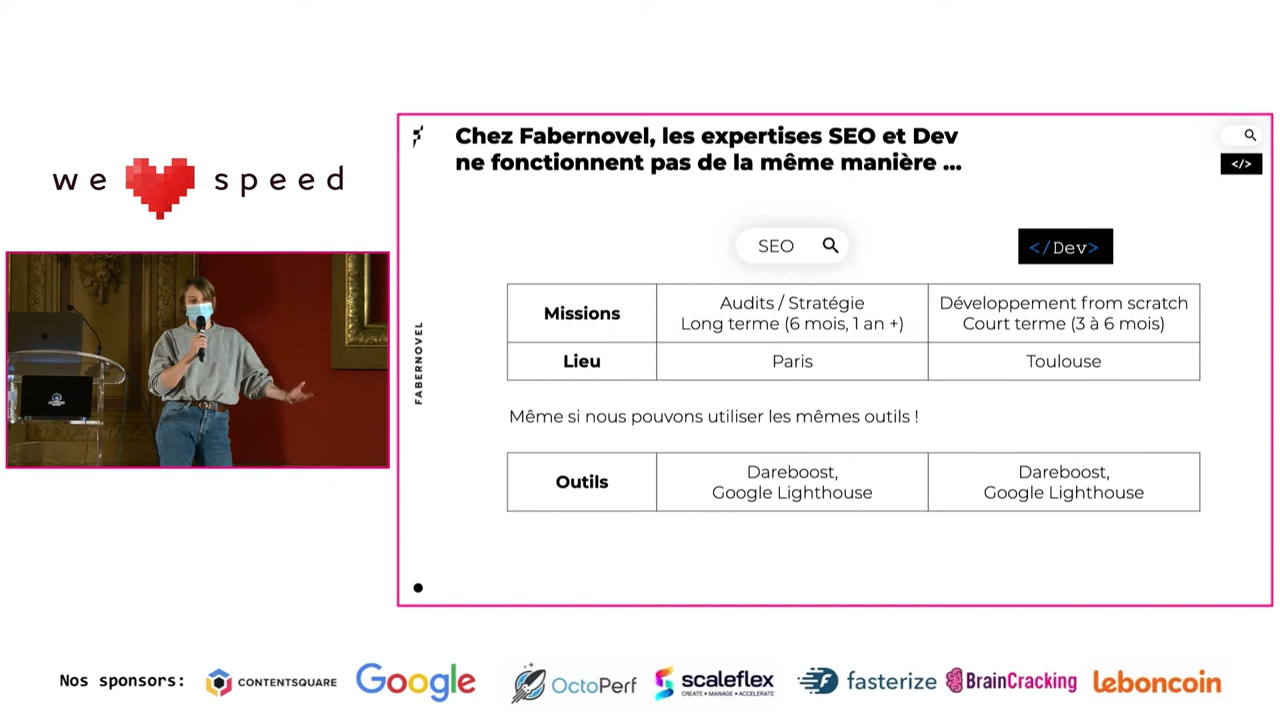 we speed
Chez Fabernovel, les expertises SEO et Dev
ne fonctionnent pas de la même manière ...
</>
SEO
</Dev>
Missions
Audits / Stratégie
Long terme (6 mois, 1 an +)
Développement from scratch
Court terme (3 à 6 mois)
Lieu
Paris
Toulouse
Même si nous pouvons utiliser les mêmes outils !
Outils
Dareboost,
Google Lighthouse
Dareboost,
Google Lighthouse
FABERNOVEL
Nos sponsors:
CONTENTSQUARE
Google
OctoPerf
scaleflex
CREATE • MANAGE • ACCELERATE
fasterize
BrainCracking
leboncoin